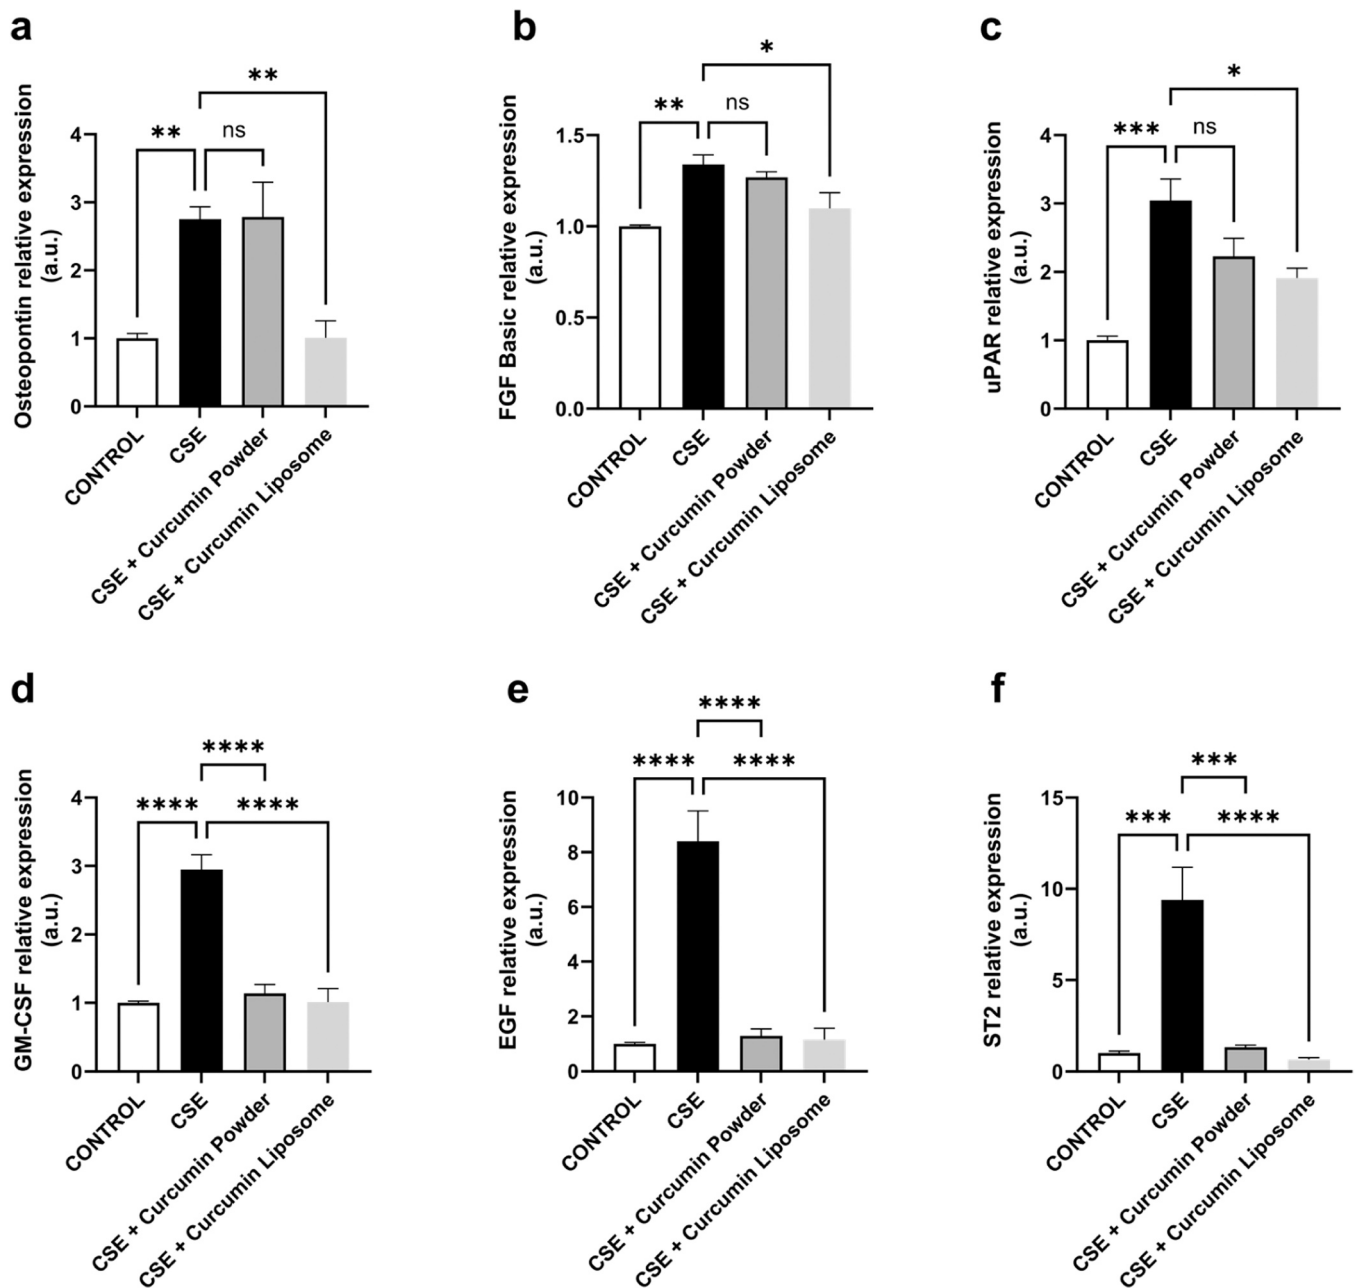 a
**
** ns
Osteopontin relative expression
(a.u.)
4
3
2
1
0
CONTROL
CSE
CSE + Curcumin Powder
CSE + Curcumin Liposome
b
*
** ns
FGF Basic relative expression
(a.u.)
1.5
1.0
0.5
0.0
CONTROL
CSE
CSE + Curcumin Powder
CSE + Curcumin Liposome
c
*
*** ns
uPAR relative expression
(a.u.)
4
3
2
1
0
CONTROL
CSE
CSE + Curcumin Powder
CSE + Curcumin Liposome
d
****
**** ****
GM-CSF relative expression
(a.u.)
4
3
2
1
0
CONTROL
CSE
CSE + Curcumin Powder
CSE + Curcumin Liposome
e
****
**** ****
EGF relative expression
(a.u.)
10
8
6
4
2
0
CONTROL
CSE
CSE + Curcumin Powder
CSE + Curcumin Liposome
f
***
*** ****
ST2 relative expression
(a.u.)
15
10
5
0
CONTROL
CSE
CSE + Curcumin Powder
CSE + Curcumin Liposome